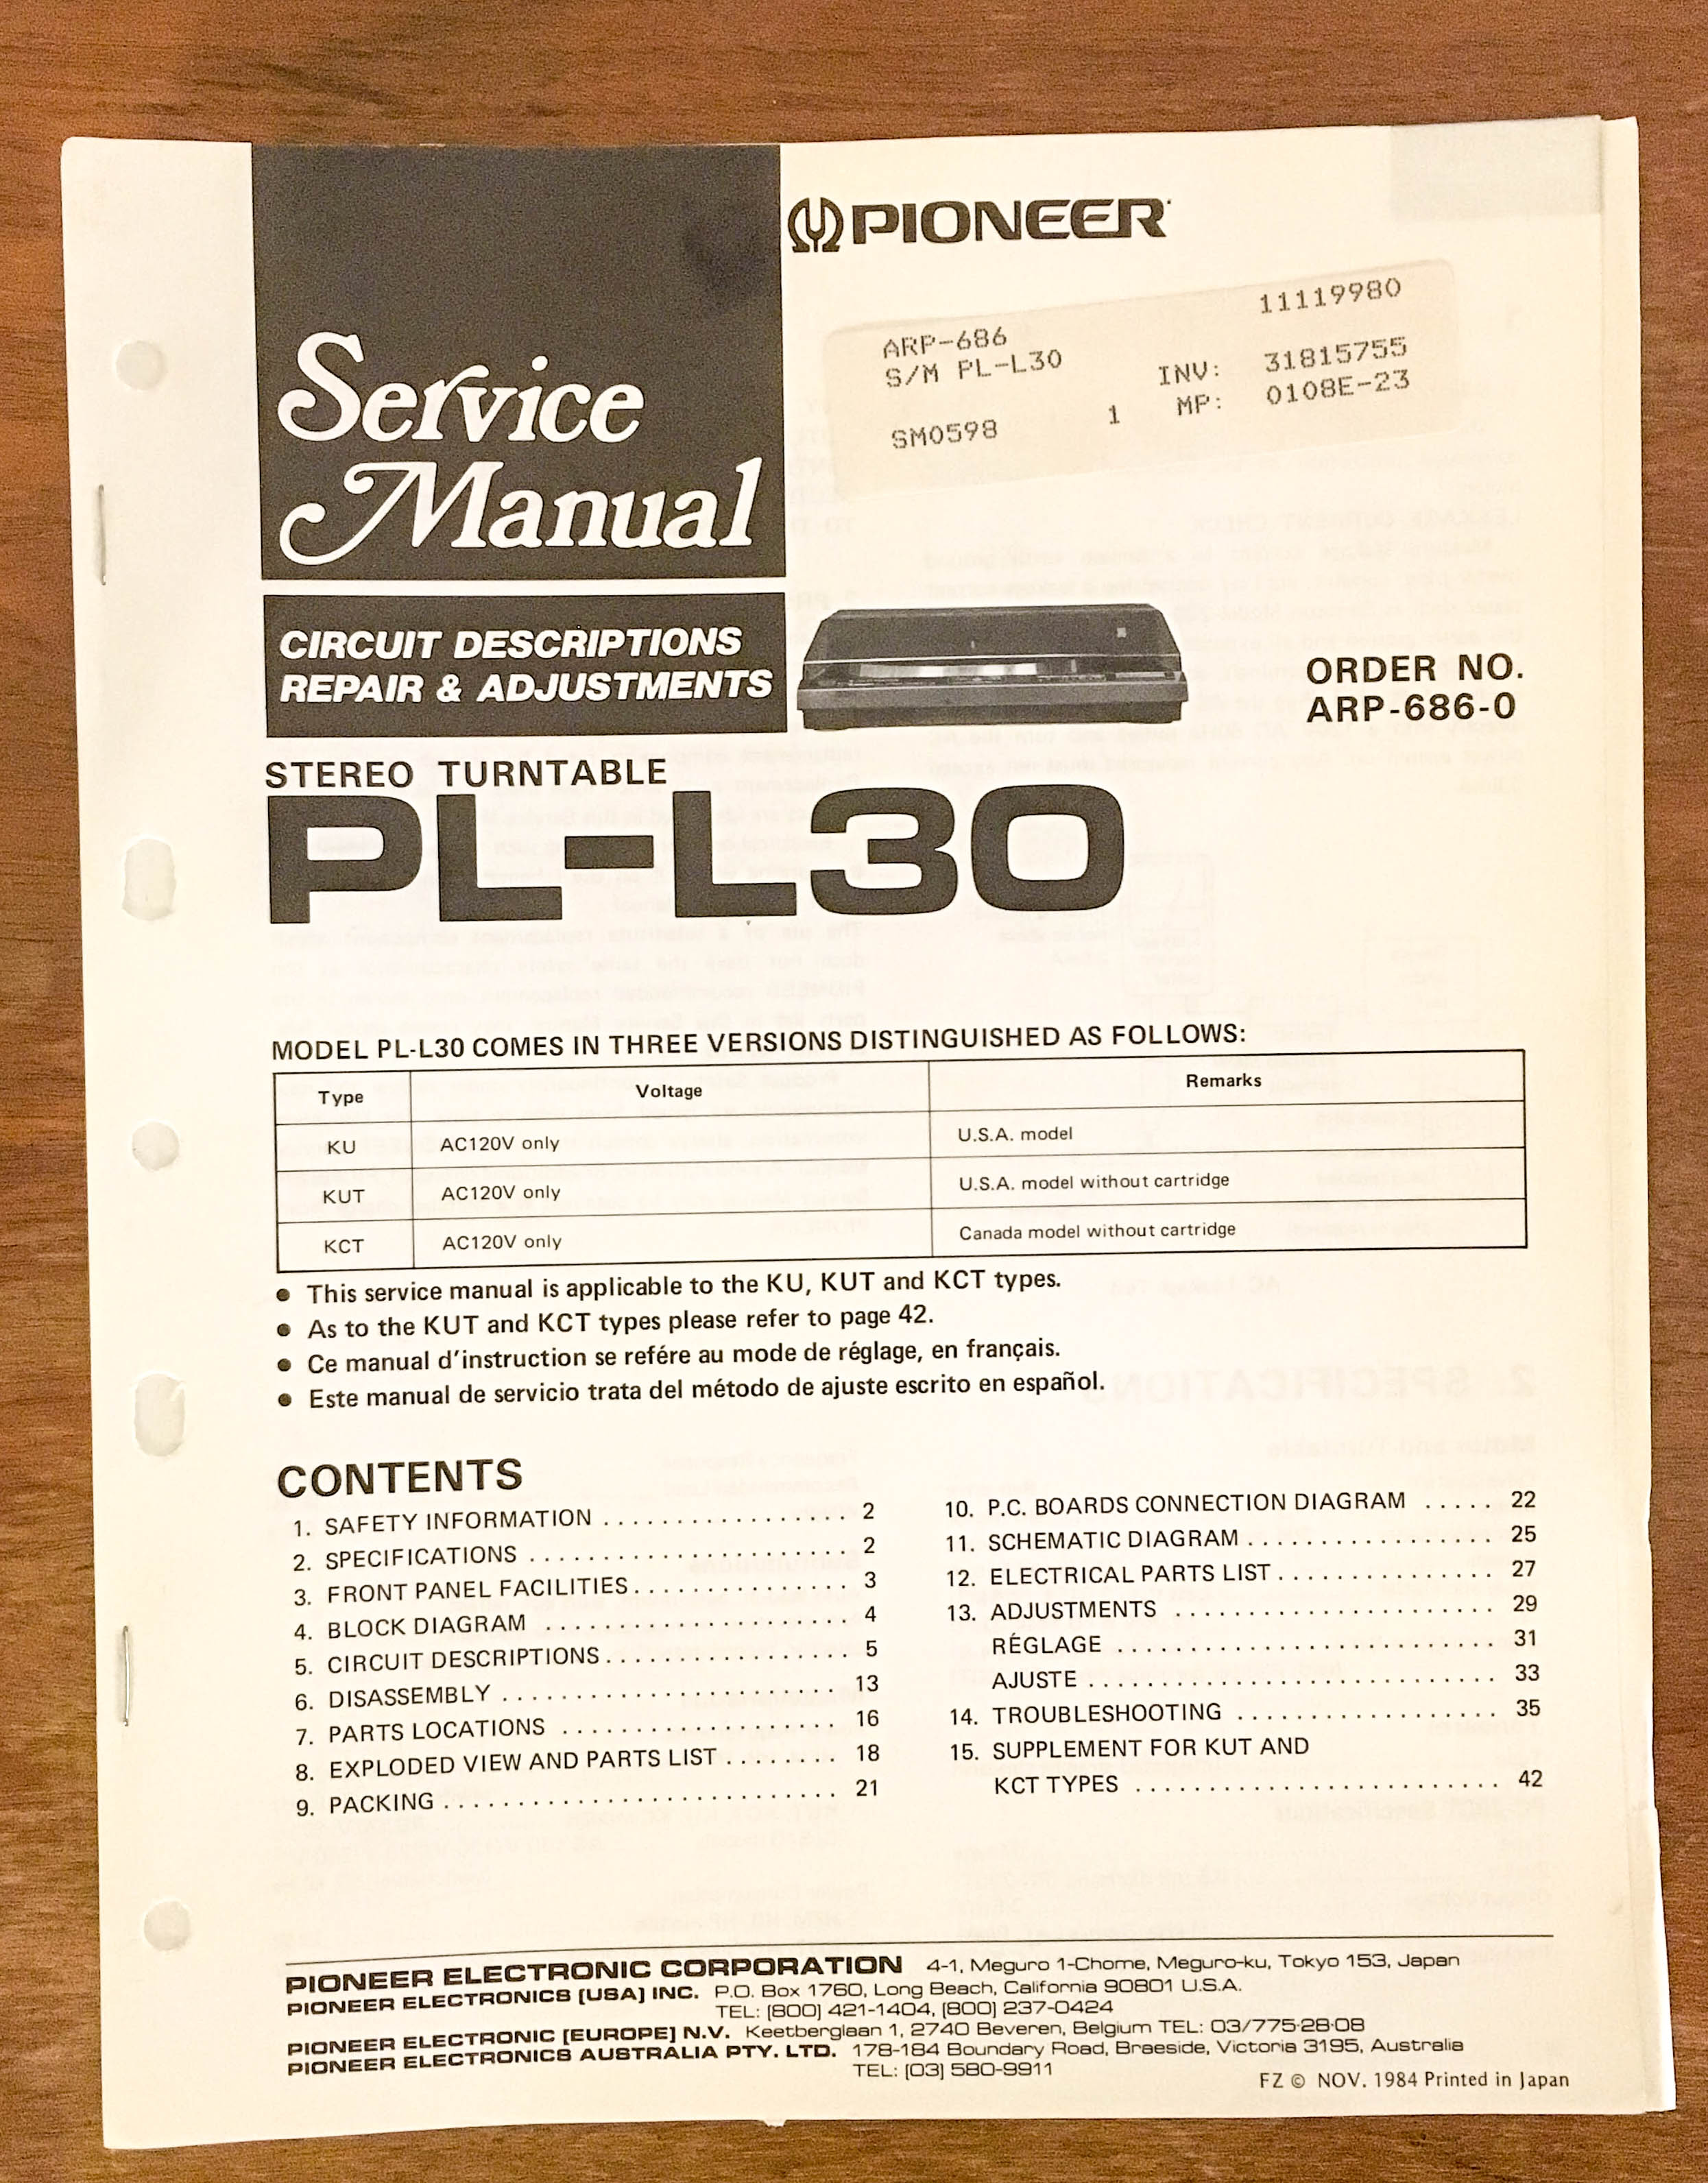 PIONEER
Service
Manual
11119980
ARP-686
S/M PL-L30
INV: 31815755
MP: 0108E-23
SM0598 1
CIRCUIT DESCRIPTIONS
REPAIR & ADJUSTMENTS
ORDER NO.
ARP-686-0
STEREO TURNTABLE
PL-L30
MODEL PL-L30 COMES IN THREE VERSIONS DISTINGUISHED AS FOLLOWS:
Type Voltage Remarks
KU AC120V only U.S.A. model
KUT AC120V only U.S.A. model without cartridge
KCT AC120V only Canada model without cartridge
● This service manual is applicable to the KU, KUT and KCT types.
● As to the KUT and KCT types please refer to page 42.
● Ce manual d'instruction se refére au mode de réglage, en français.
● Este manual de servicio trata del método de ajuste escrito en español.
CONTENTS
1. SAFETY INFORMATION . . . . . . . . . . . . . . . . . 2
2. SPECIFICATIONS . . . . . . . . . . . . . . . . . . . . . . 2
3. FRONT PANEL FACILITIES . . . . . . . . . . . . . . . 3
4. BLOCK DIAGRAM . . . . . . . . . . . . . . . . . . . . . 4
5. CIRCUIT DESCRIPTIONS . . . . . . . . . . . . . . . . . 5
6. DISASSEMBLY . . . . . . . . . . . . . . . . . . . . . . . 13
7. PARTS LOCATIONS . . . . . . . . . . . . . . . . . . . 16
8. EXPLODED VIEW AND PARTS LIST . . . . . . . . 18
9. PACKING . . . . . . . . . . . . . . . . . . . . . . . . . . . 21
10. P.C. BOARDS CONNECTION DIAGRAM . . . . . 22
11. SCHEMATIC DIAGRAM . . . . . . . . . . . . . . . . . 25
12. ELECTRICAL PARTS LIST . . . . . . . . . . . . . . . 27
13. ADJUSTMENTS . . . . . . . . . . . . . . . . . . . . . . 29
RÉGLAGE . . . . . . . . . . . . . . . . . . . . . . . . . . 31
AJUSTE . . . . . . . . . . . . . . . . . . . . . . . . . . . . 33
14. TROUBLESHOOTING . . . . . . . . . . . . . . . . . . 35
15. SUPPLEMENT FOR KUT AND
KCT TYPES . . . . . . . . . . . . . . . . . . . . . . . . . 42
PIONEER ELECTRONIC CORPORATION 4-1, Meguro 1-Chome, Meguro-ku, Tokyo 153, Japan
PIONEER ELECTRONICS [USA] INC. P.O. Box 1760, Long Beach, California 90801 U.S.A.
TEL: [800] 421-1404, [800] 237-0424
PIONEER ELECTRONIC [EUROPE] N.V. Keetberglaan 1, 2740 Beveren, Belgium TEL: 03/775·28·08
PIONEER ELECTRONICS AUSTRALIA PTY. LTD. 178-184 Boundary Road, Braeside, Victoria 3195, Australia
TEL: [03] 580-9911
FZ © NOV. 1984 Printed in Japan